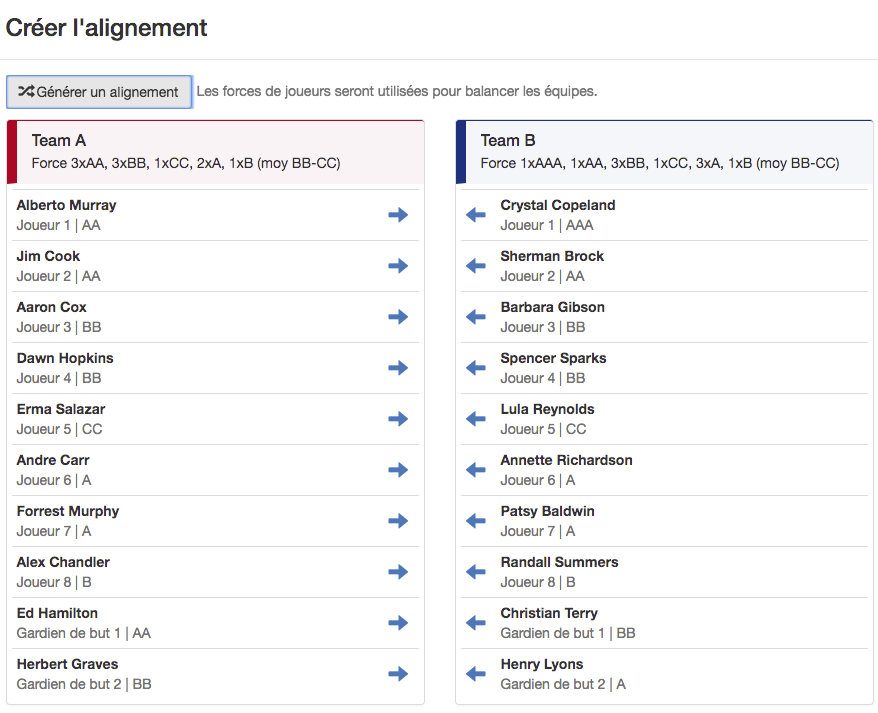 Créer l'alignement
Générer un alignement Les forces de joueurs seront utilisées pour balancer les équipes.
Team A
Force 3xAA, 3xBB, 1xCC, 2xA, 1xB (moy BB-CC)
Alberto Murray
Joueur 1 | AA
Jim Cook
Joueur 2 | AA
Aaron Cox
Joueur 3 | BB
Dawn Hopkins
Joueur 4 | BB
Erma Salazar
Joueur 5 | CC
Andre Carr
Joueur 6 | A
Forrest Murphy
Joueur 7 | A
Alex Chandler
Joueur 8 | B
Ed Hamilton
Gardien de but 1 | AA
Herbert Graves
Gardien de but 2 | BB
Team B
Force 1xAAA, 1xAA, 3xBB, 1xCC, 3xA, 1xB (moy BB-CC)
Crystal Copeland
Joueur 1 | AAA
Sherman Brock
Joueur 2 | AA
Barbara Gibson
Joueur 3 | BB
Spencer Sparks
Joueur 4 | BB
Lula Reynolds
Joueur 5 | CC
Annette Richardson
Joueur 6 | A
Patsy Baldwin
Joueur 7 | A
Randall Summers
Joueur 8 | B
Christian Terry
Gardien de but 1 | BB
Henry Lyons
Gardien de but 2 | A